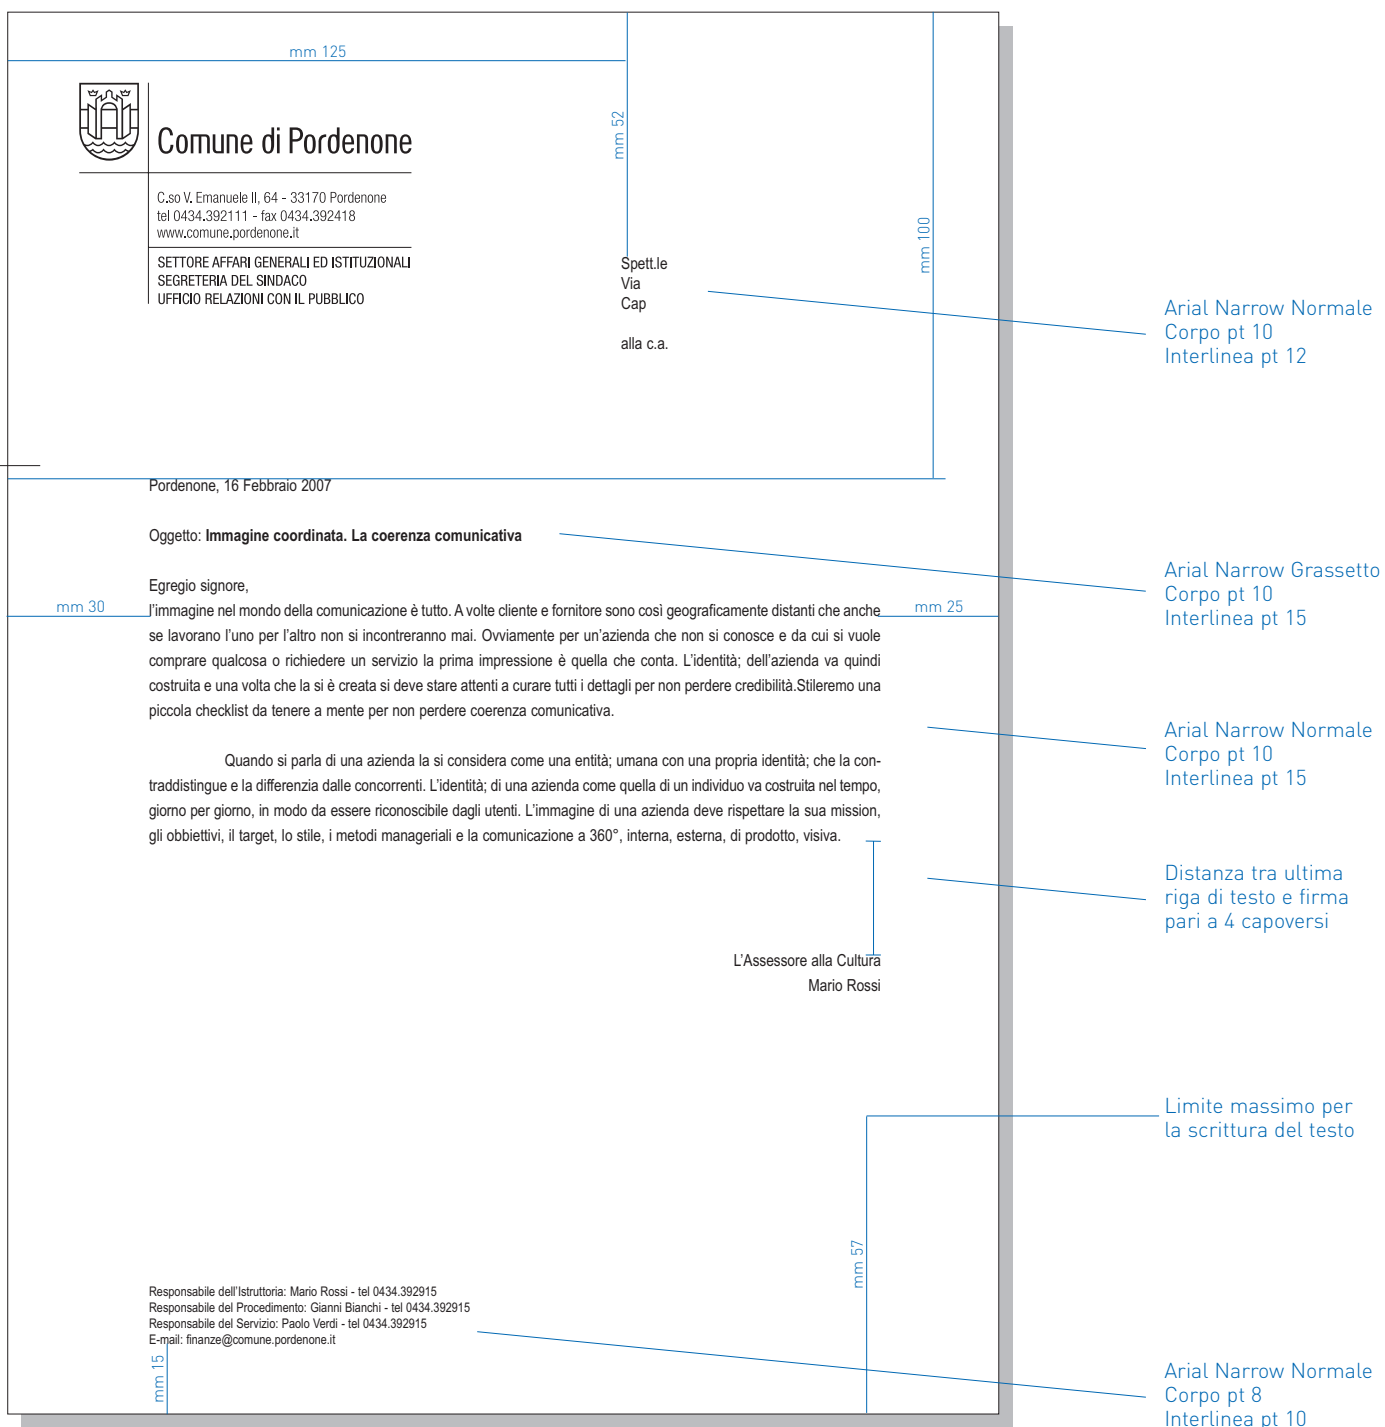 mm 125
mm 52
mm 100
Comune di Pordenone
C.so V. Emanuele II, 64 - 33170 Pordenone
tel 0434.392111 - fax 0434.392418
www.comune.pordenone.it
SETTORE AFFARI GENERALI ED ISTITUZIONALI
SEGRETERIA DEL SINDACO
UFFICIO RELAZIONI CON IL PUBBLICO
Spett.le
Via
Cap
alla c.a.
Arial Narrow Normale
Corpo pt 10
Interlinea pt 12
Pordenone, 16 Febbraio 2007
Oggetto: Immagine coordinata. La coerenza comunicativa
Arial Narrow Grassetto
Corpo pt 10
Interlinea pt 15
Egregio signore,
mm 30
mm 25
l'immagine nel mondo della comunicazione è tutto. A volte cliente e fornitore sono così geograficamente distanti che anche
se lavorano l'uno per l'altro non si incontreranno mai. Ovviamente per un'azienda che non si conosce e da cui si vuole
comprare qualcosa o richiedere un servizio la prima impressione è quella che conta. L'identità; dell'azienda va quindi
costruita e una volta che la si è creata si deve stare attenti a curare tutti i dettagli per non perdere credibilità.Stileremo una
piccola checklist da tenere a mente per non perdere coerenza comunicativa.
Arial Narrow Normale
Corpo pt 10
Interlinea pt 15
Quando si parla di una azienda la si considera come una entità; umana con una propria identità; che la con-
traddistingue e la differenzia dalle concorrenti. L'identità; di una azienda come quella di un individuo va costruita nel tempo,
giorno per giorno, in modo da essere riconoscibile dagli utenti. L'immagine di una azienda deve rispettare la sua mission,
gli obbiettivi, il target, lo stile, i metodi manageriali e la comunicazione a 360°, interna, esterna, di prodotto, visiva.
Distanza tra ultima
riga di testo e firma
pari a 4 capoversi
L'Assessore alla Cultura
Mario Rossi
Limite massimo per
la scrittura del testo
mm 57
Responsabile dell'Istruttoria: Mario Rossi - tel 0434.392915
Responsabile del Procedimento: Gianni Bianchi - tel 0434.392915
Responsabile del Servizio: Paolo Verdi - tel 0434.392915
E-mail: finanze@comune.pordenone.it
mm 15
Arial Narrow Normale
Corpo pt 8
Interlinea pt 10